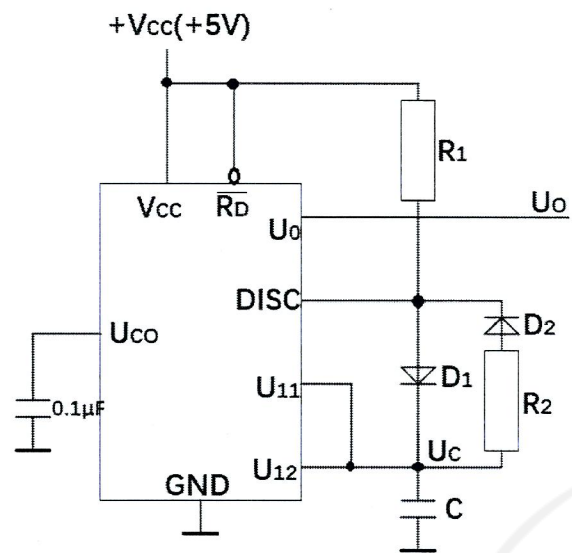 +Vcc(+5V)
R1
Vcc
RD
Uo
U0
DISC
D2
Uco
D1
U11
R2
0.1μF
Uc
U12
GND
C